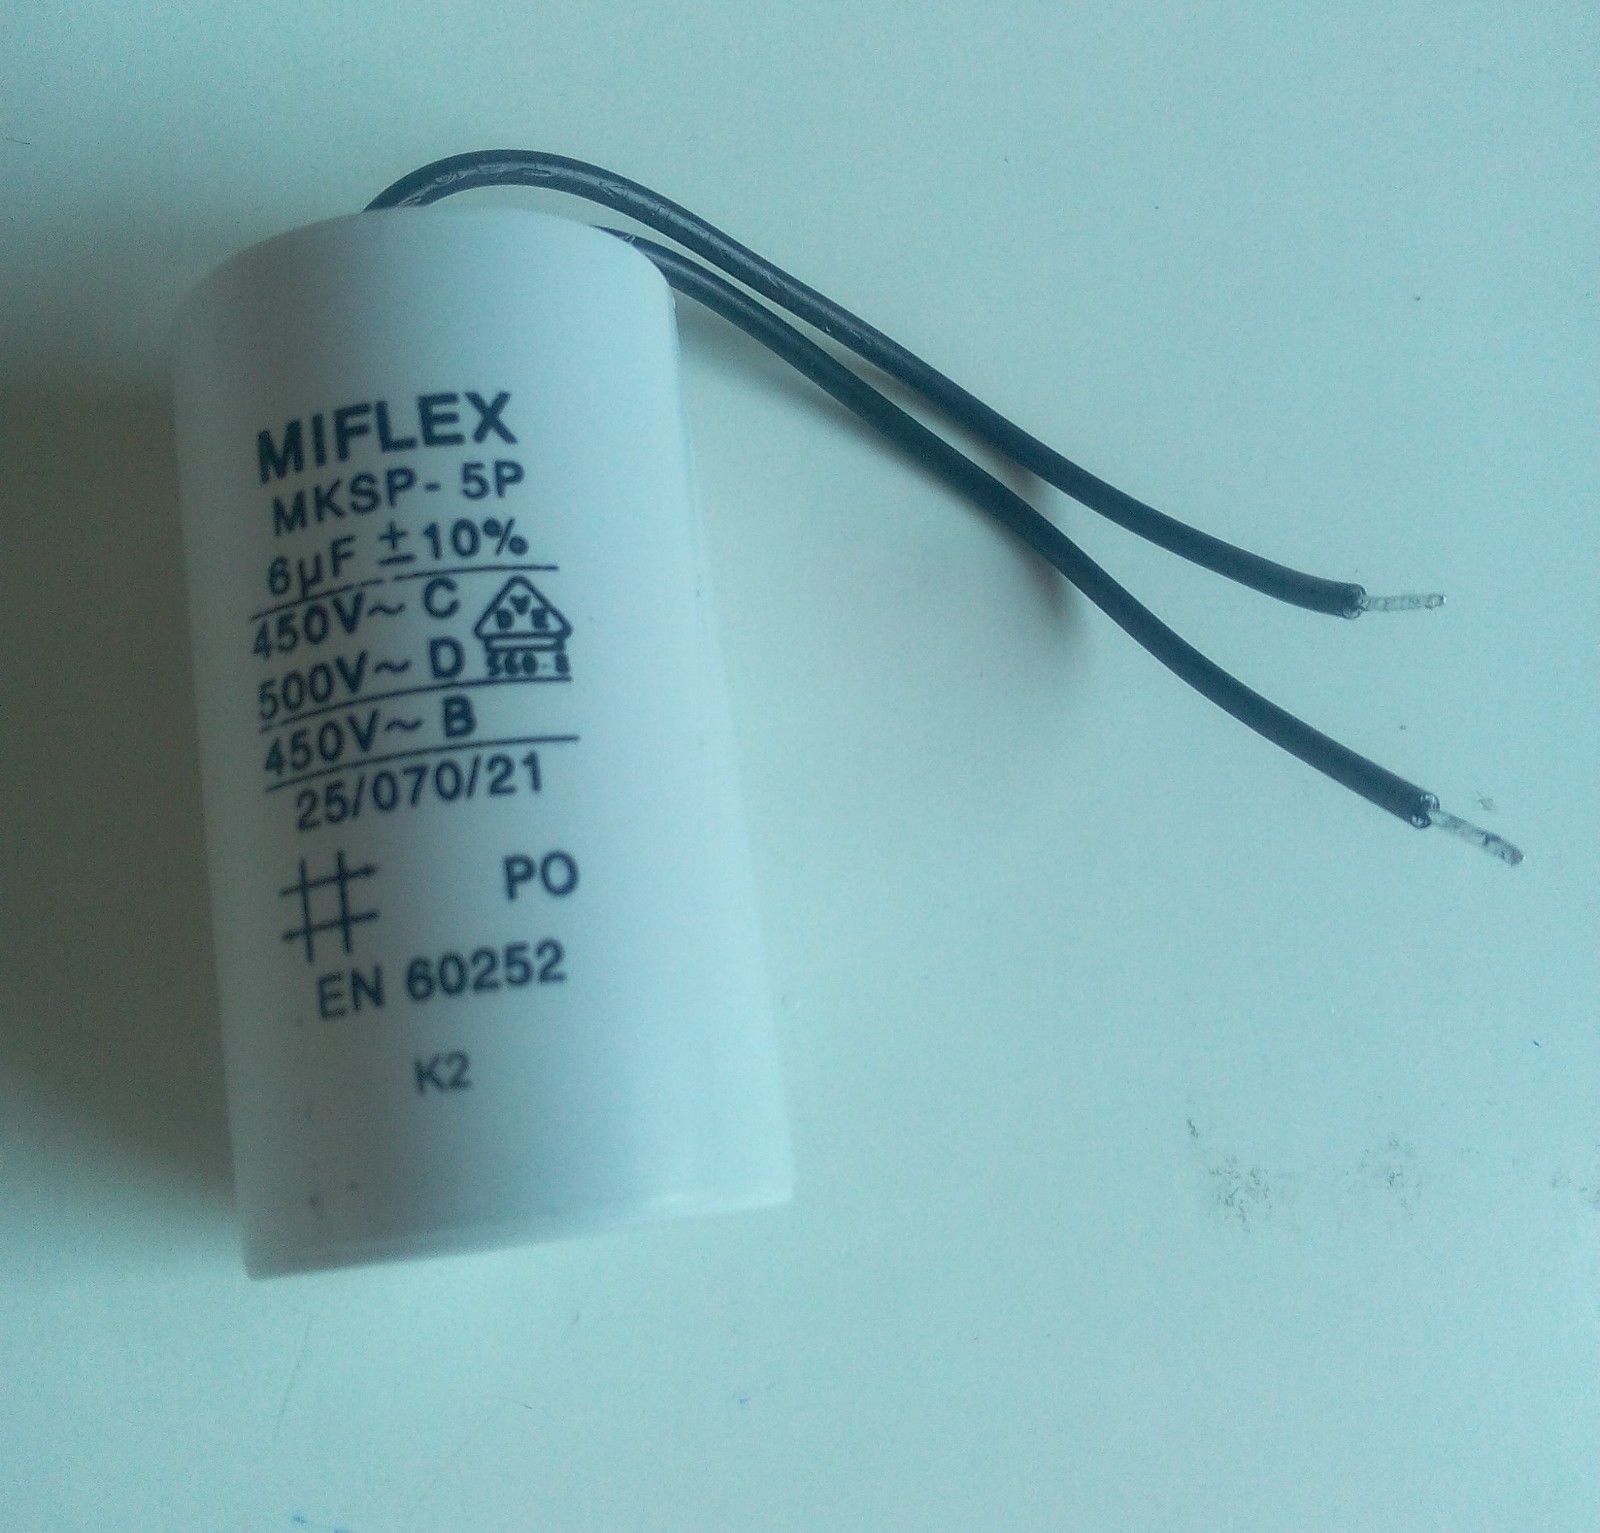 MIFLEX
MKSP- 5P
6µF ±10%
450V~ C
500V~ D
450V~ B
25/070/21
PO
EN 60252
K2